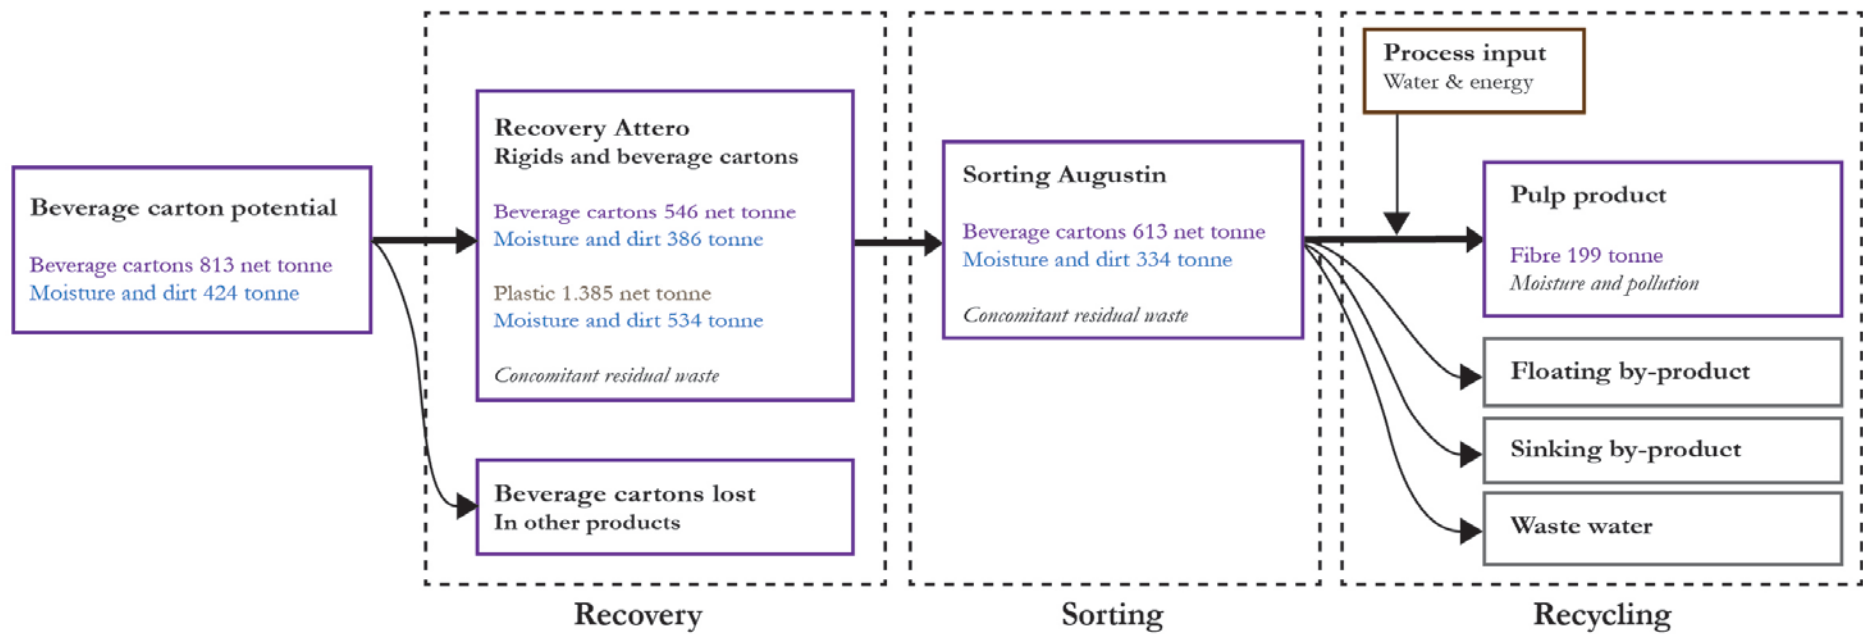 Beverage carton potential
Beverage cartons 813 net tonne
Moisture and dirt 424 tonne
Recovery Attero
Rigids and beverage cartons
Beverage cartons 546 net tonne
Moisture and dirt 386 tonne
Plastic 1.385 net tonne
Moisture and dirt 534 tonne
Concomitant residual waste
Beverage cartons lost
In other products
Recovery
Sorting Augustin
Beverage cartons 613 net tonne
Moisture and dirt 334 tonne
Concomitant residual waste
Sorting
Process input
Water & energy
Pulp product
Fibre 199 tonne
Moisture and pollution
Floating by-product
Sinking by-product
Waste water
Recycling